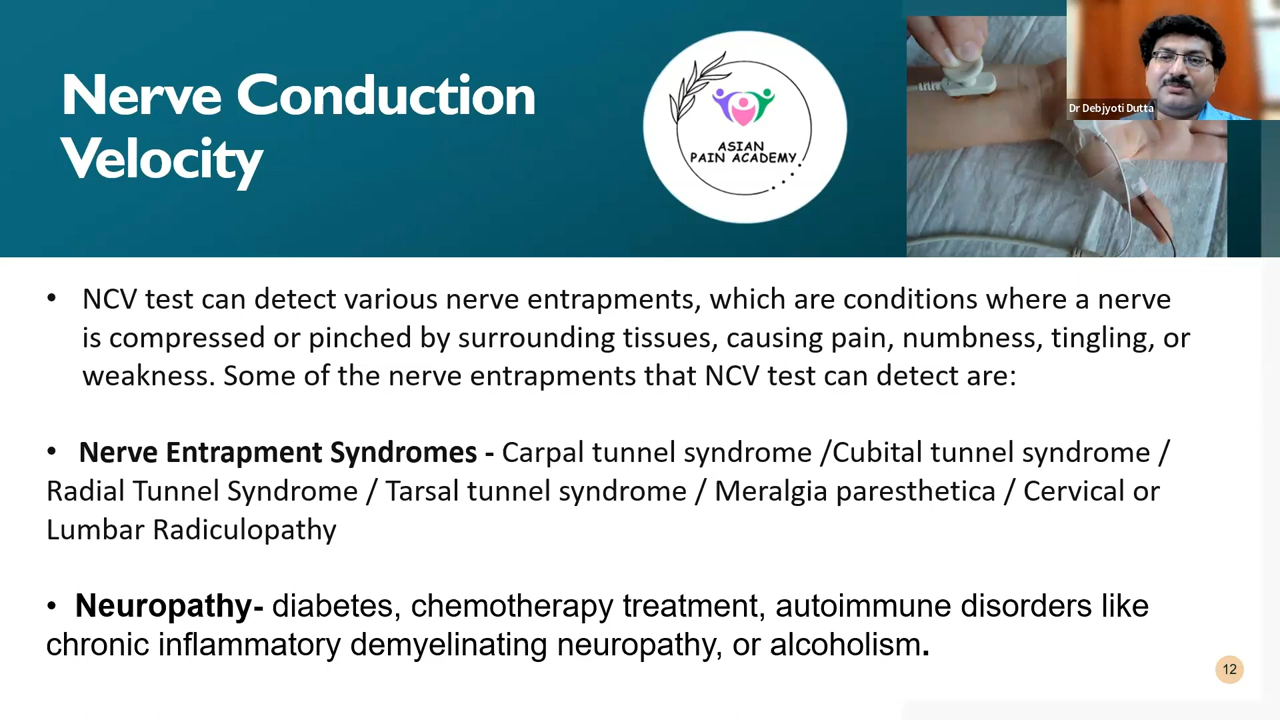 Nerve Conduction
Velocity
ASIAN
PAIN ACADEMY
Dr Debjyoti Dutta
• NCV test can detect various nerve entrapments, which are conditions where a nerve
is compressed or pinched by surrounding tissues, causing pain, numbness, tingling, or
weakness. Some of the nerve entrapments that NCV test can detect are:
• Nerve Entrapment Syndromes - Carpal tunnel syndrome /Cubital tunnel syndrome /
Radial Tunnel Syndrome / Tarsal tunnel syndrome / Meralgia paresthetica / Cervical or
Lumbar Radiculopathy
• Neuropathy- diabetes, chemotherapy treatment, autoimmune disorders like
chronic inflammatory demyelinating neuropathy, or alcoholism.
12